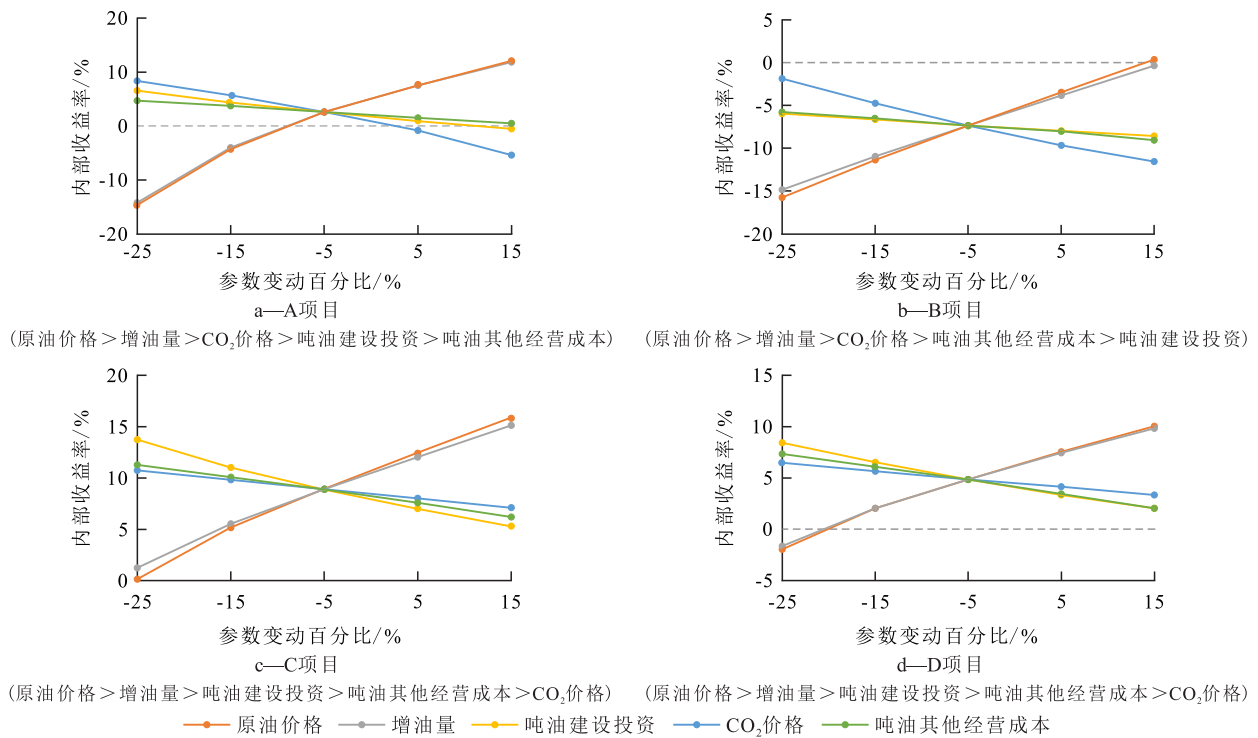 内部收益率/%
20
10
0
-10
-20
-25 -15 -5 5 15
参数变动百分比/%
a—A项目
(原油价格＞增油量＞CO₂价格＞吨油建设投资＞吨油其他经营成本)
内部收益率/%
5
0
-5
-10
-15
-20
-25 -15 -5 5 15
参数变动百分比/%
b—B项目
(原油价格＞增油量＞CO₂价格＞吨油其他经营成本＞吨油建设投资)
内部收益率/%
20
15
10
5
0
-25 -15 -5 5 15
参数变动百分比/%
c—C项目
(原油价格＞增油量＞吨油建设投资＞吨油其他经营成本＞CO₂价格)
内部收益率/%
15
10
5
0
-5
-25 -15 -5 5 15
参数变动百分比/%
d—D项目
(原油价格＞增油量＞吨油建设投资＞吨油其他经营成本＞CO₂价格)
原油价格 增油量 吨油建设投资 CO₂价格 吨油其他经营成本